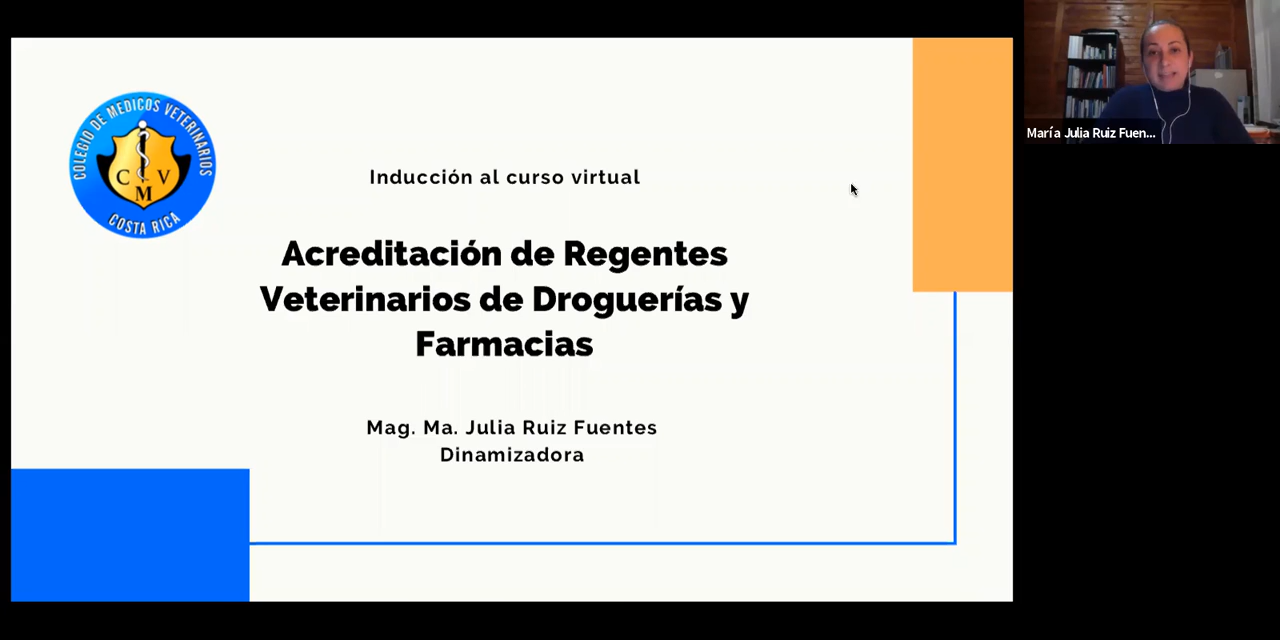 COLEGIO DE MEDICOS VETERINARIOS
C V
M
COSTA RICA
Inducción al curso virtual
Acreditación de Regentes
Veterinarios de Droguerías y
Farmacias
Mag. Ma. Julia Ruiz Fuentes
Dinamizadora
María Julia Ruiz Fuen...